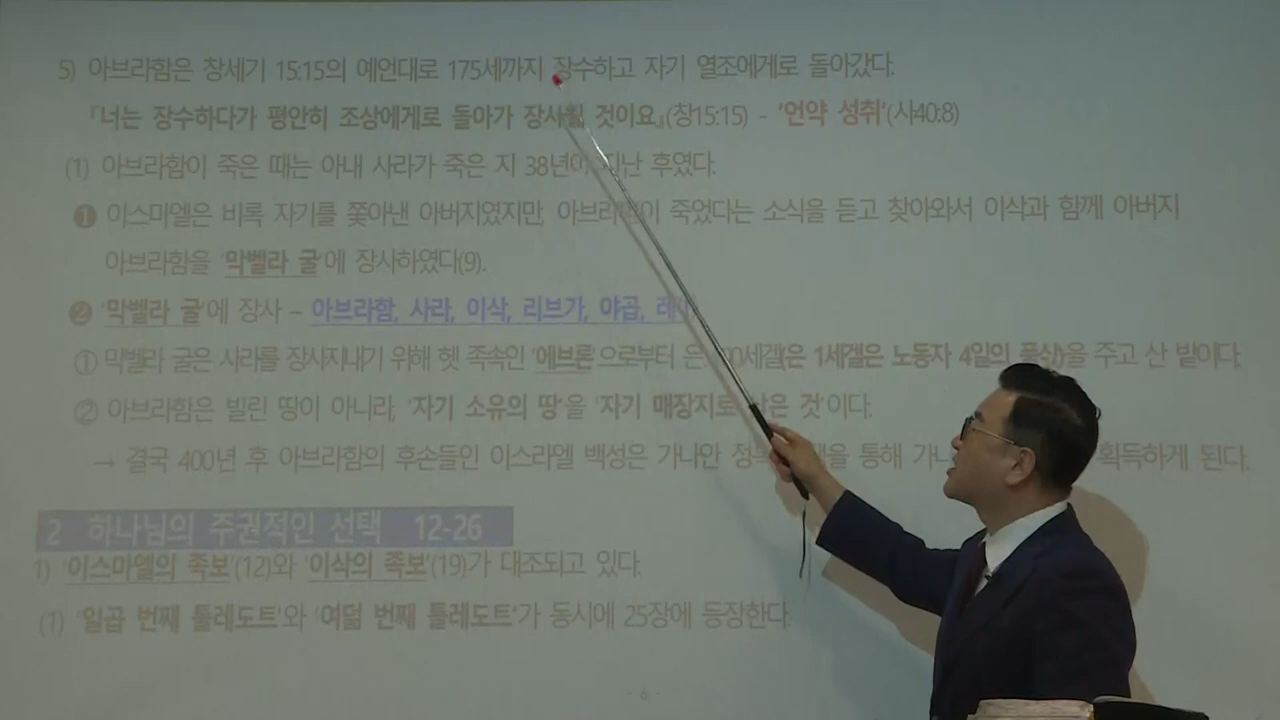 5) 아브라함은 창세기 15:15의 예언대로 175세까지 장수하고 자기 열조에게로 돌아갔다.
『너는 장수하다가 평안히 조상에게로 돌아가 장사될 것이요』(창15:15) - '언약 성취'(사40:8)
(1) 아브라함이 죽은 때는 아내 사라가 죽은 지 38년이 지난 후였다.
❶ 이스마엘은 비록 자기를 쫓아낸 아버지였지만, 아브라함이 죽었다는 소식을 듣고 찾아와서 이삭과 함께 아버지
아브라함을 '막벨라 굴'에 장사하였다(9).
❷ '막벨라 굴'에 장사 – 아브라함, 사라, 이삭, 리브가, 야곱,
① 막벨라 굴은 사라를 장사지내기 위해 헷 족속인 '에브론'으로부터 은 1세겔은 노동자 4일의 품삯)을 주고 산 밭이다.
② 아브라함은 빌린 땅이 아니라, '자기 소유의 땅'을 '자기 매장지로 것'이다.
→ 결국 400년 후 아브라함의 후손들인 이스라엘 백성은 가나안 통해 획득하게 된다.
2 하나님의 주권적인 선택 12-26
1) '이스마엘의 족보'(12)와 '이삭의 족보'(19)가 대조되고 있다.
(1) '일곱 번째 톨레도트'와 '여덟 번째 톨레도트'가 동시에 25장에 등장한다.
- 6 -